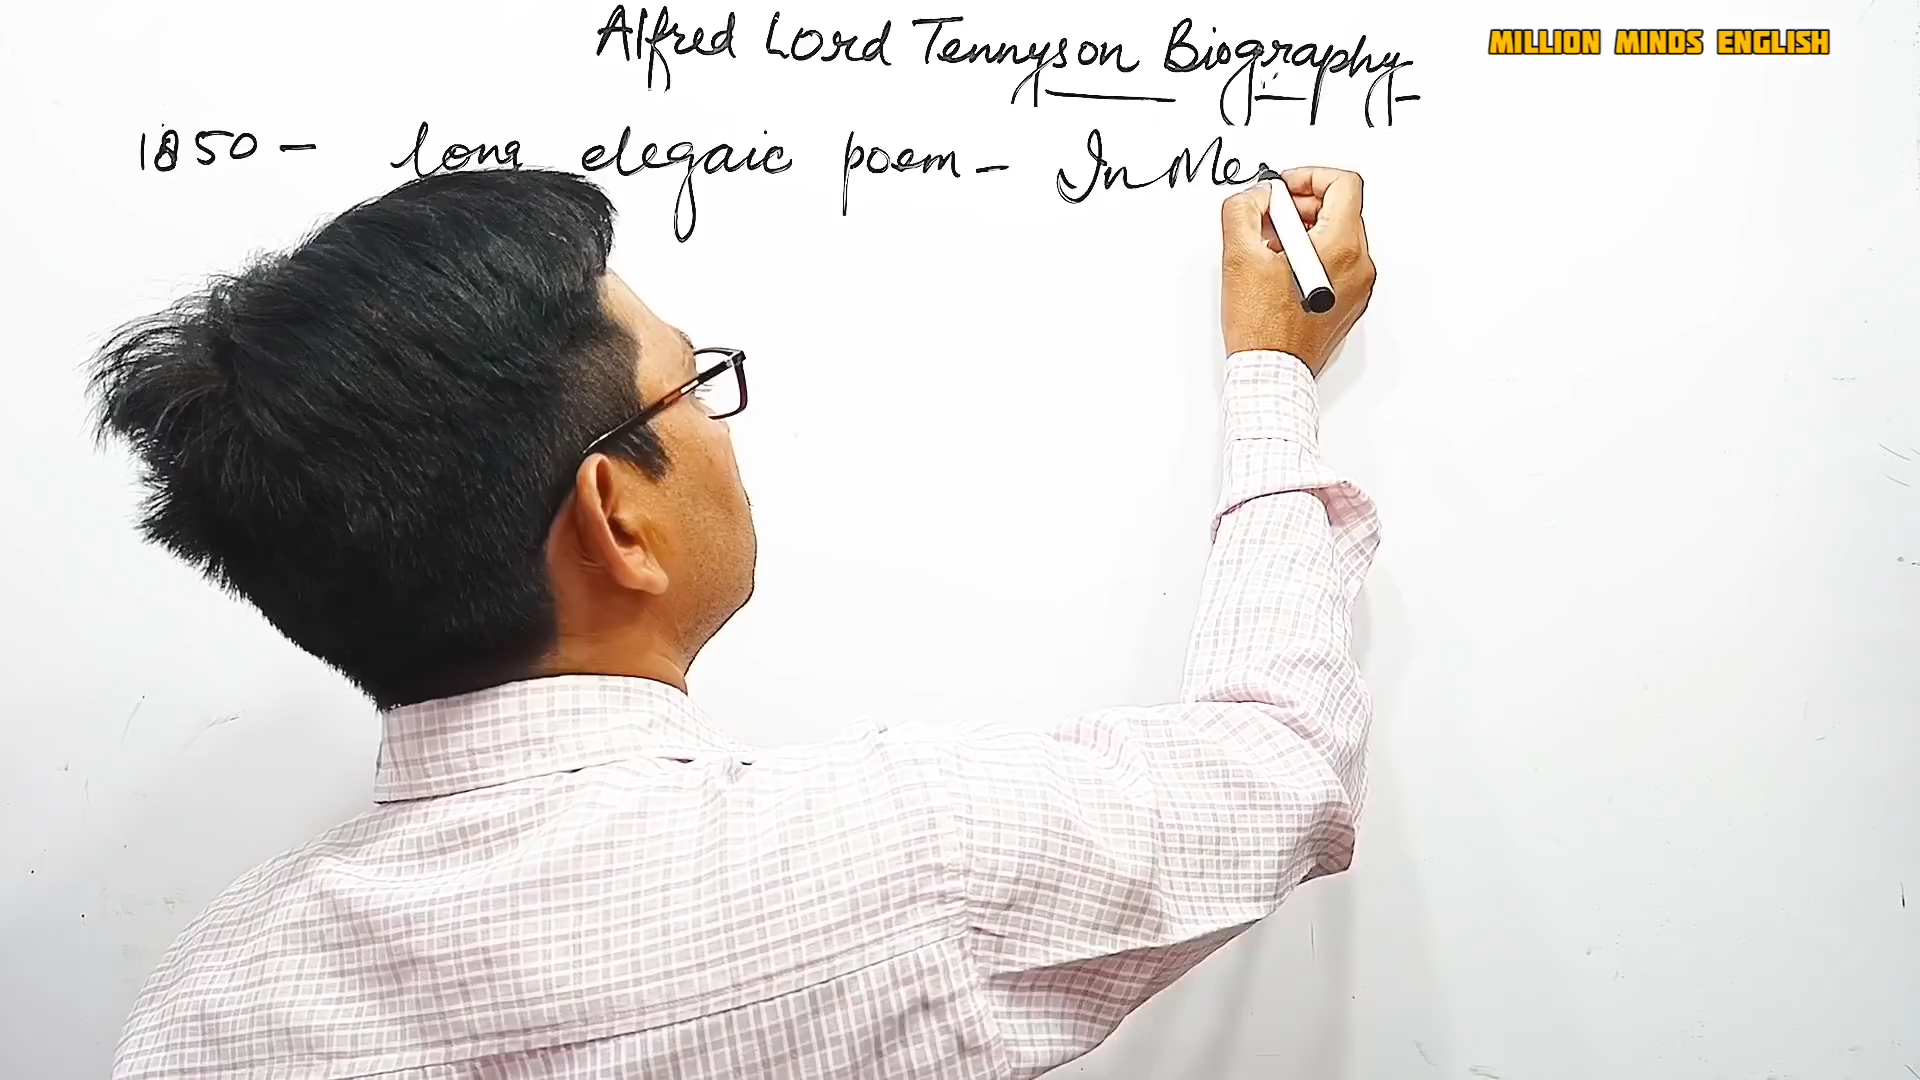 Alfred Lord Tennyson Biography
MILLION MINDS ENGLISH
1850 - long elegaic poem - In Me